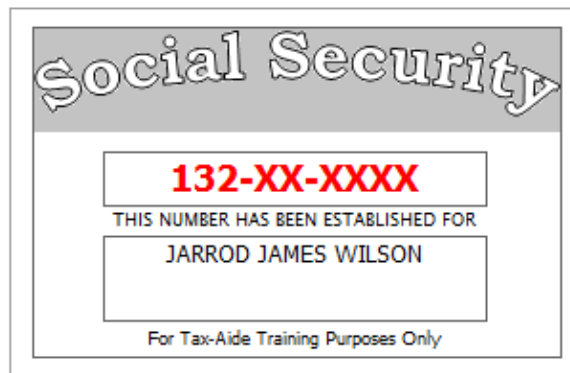 Social Security
132-XX-XXXX
THIS NUMBER HAS BEEN ESTABLISHED FOR
JARROD JAMES WILSON
For Tax-Aide Training Purposes Only